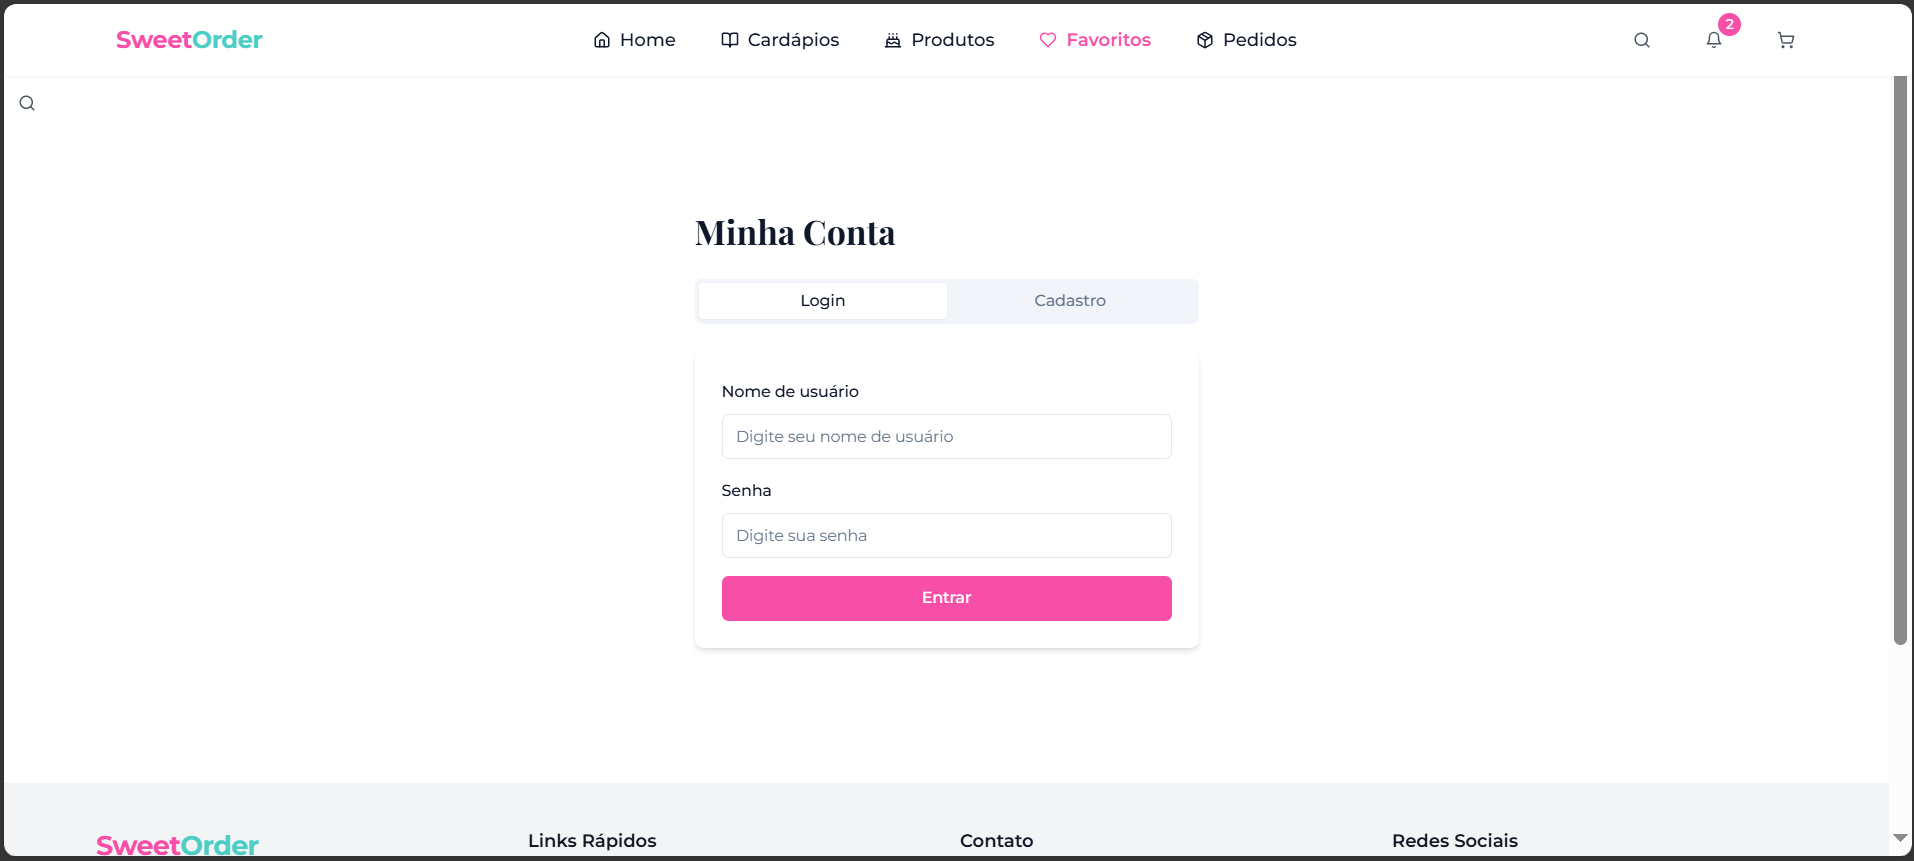 SweetOrder
Home
Cardápios
Produtos
Favoritos
Pedidos
2
Minha Conta
Login
Cadastro
Nome de usuário
Digite seu nome de usuário
Senha
Digite sua senha
Entrar
SweetOrder
Links Rápidos
Contato
Redes Sociais